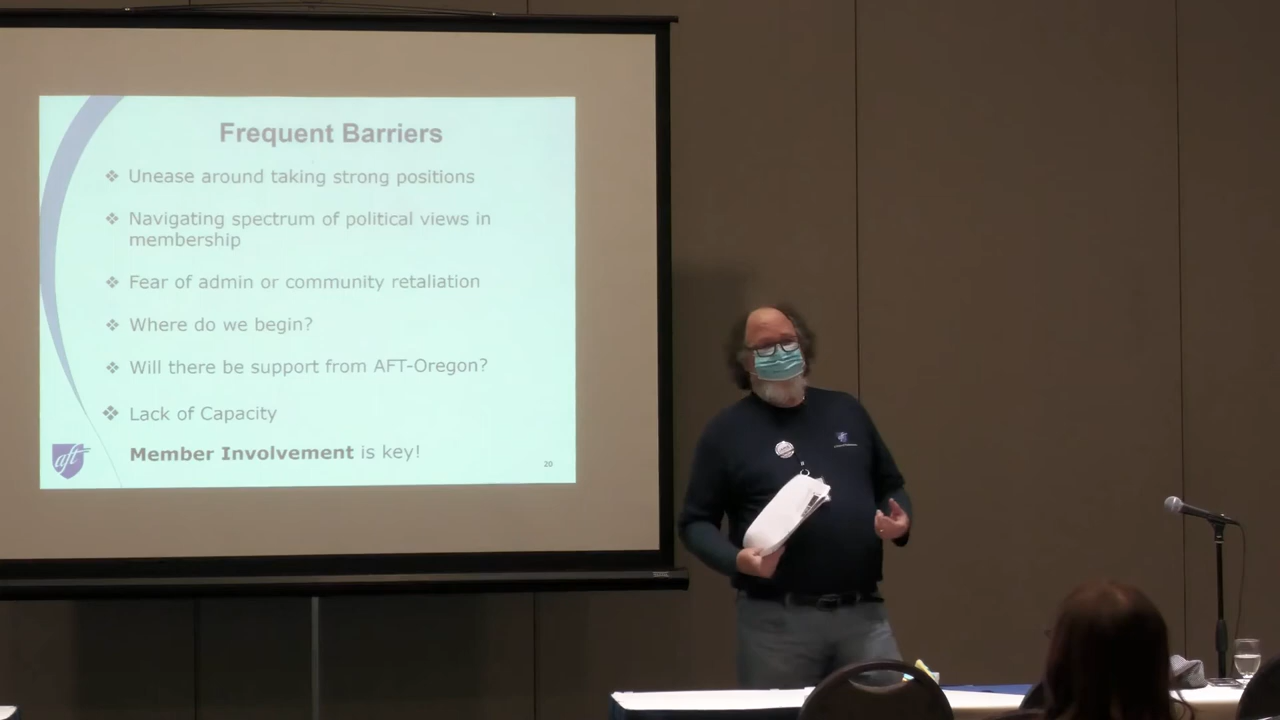 Frequent Barriers
❖ Unease around taking strong positions
❖ Navigating spectrum of political views in
membership
❖ Fear of admin or community retaliation
❖ Where do we begin?
❖ Will there be support from AFT-Oregon?
❖ Lack of Capacity
Member Involvement is key!
aft
20